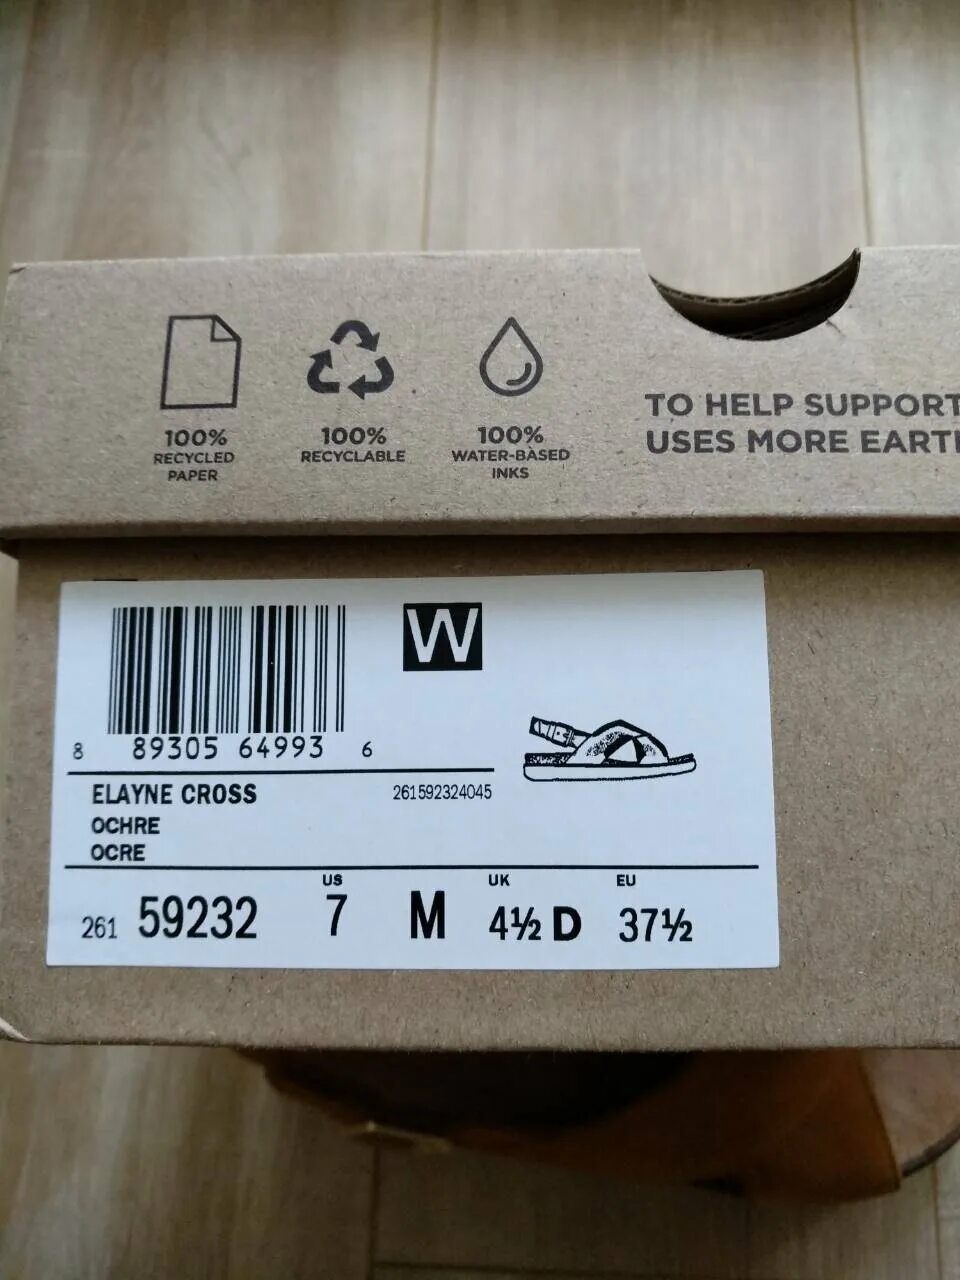 100%
RECYCLED
PAPER
100%
RECYCLABLE
100%
WATER-BASED
INKS
TO HELP SUPPORT
USES MORE EART
W
8 89305 64993 6
ELAYNE CROSS
261592324045
OCHRE
OCRE
US UK EU
261 59232 7 M 4½ D 37½